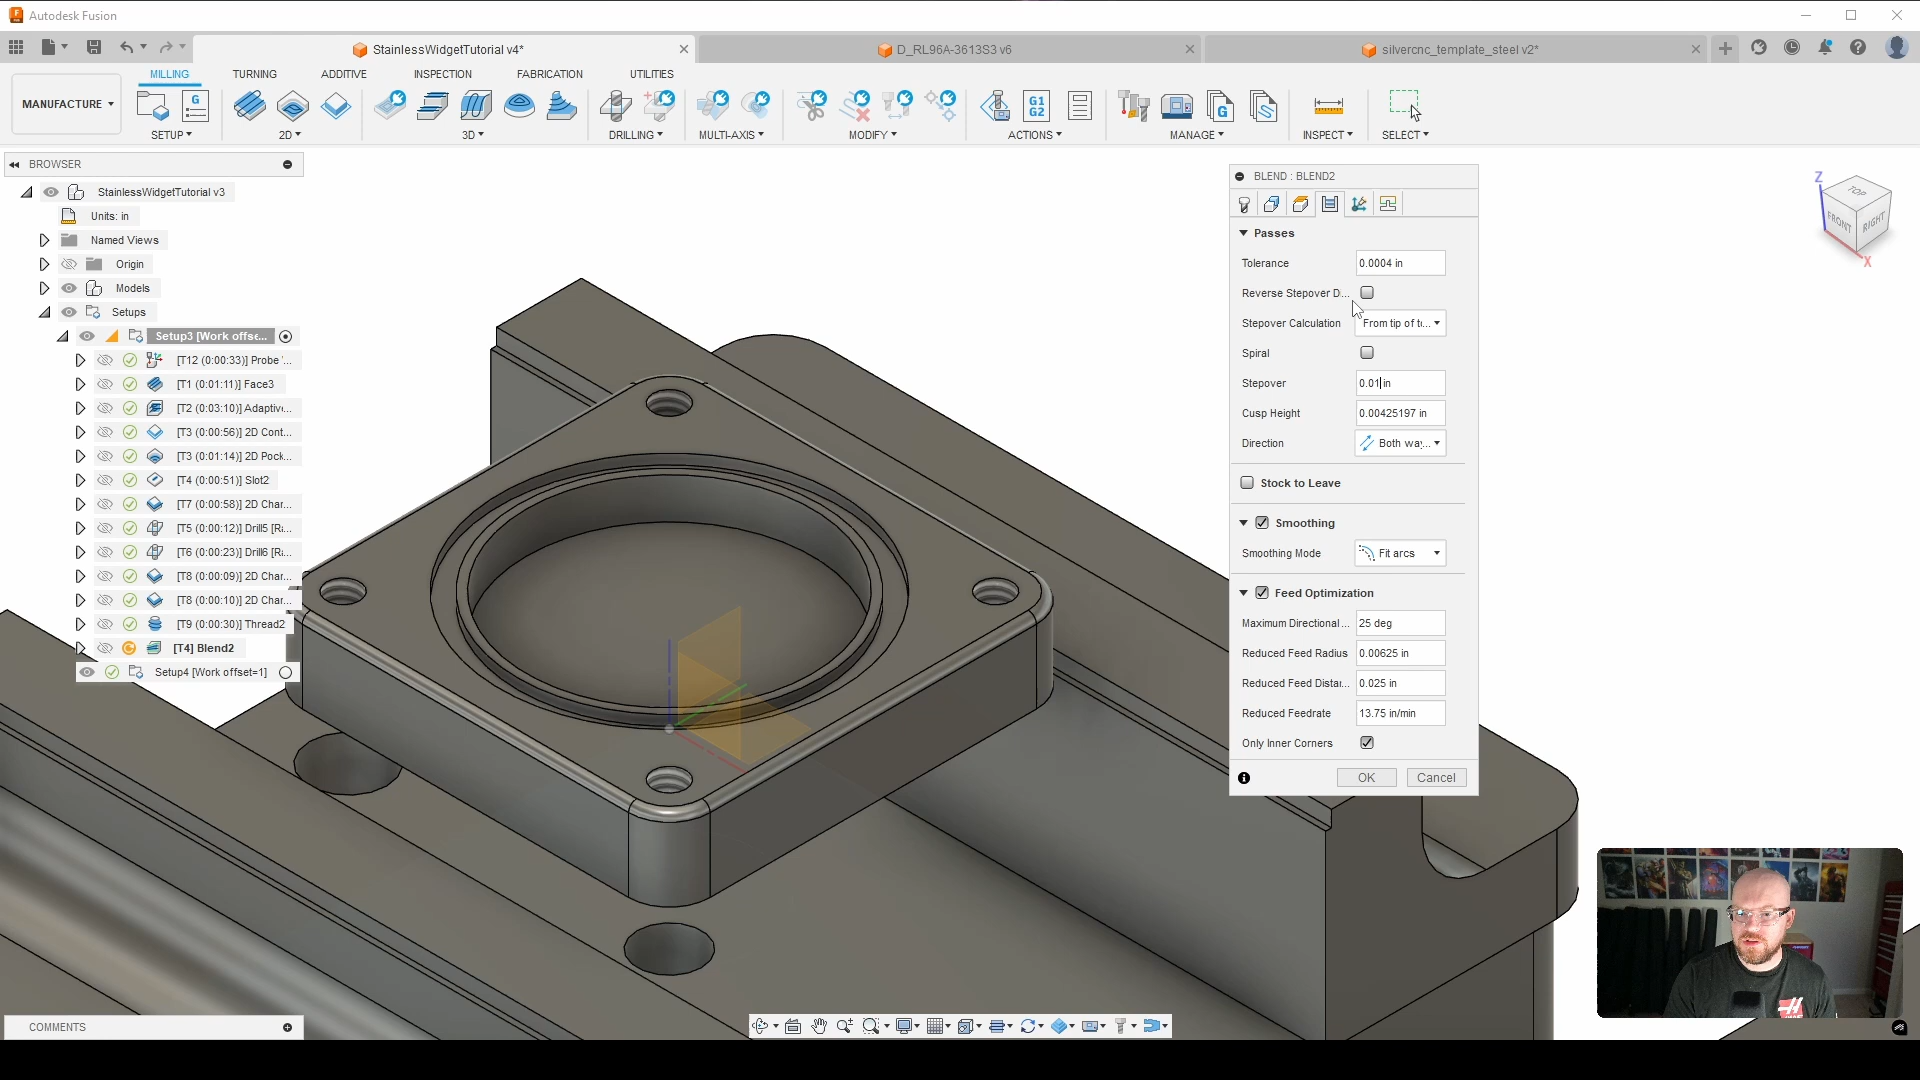 Autodesk Fusion
StainlessWidgetTutorial v4*
D_RL96A-3613S3 v6
silvercnc_template_steel v2*
MANUFACTURE
MILLING
TURNING
ADDITIVE
INSPECTION
FABRICATION
UTILITIES
G
G1
G2
G
SETUP
2D
3D
DRILLING
MULTI-AXIS
MODIFY
ACTIONS
MANAGE
INSPECT
SELECT
BROWSER
StainlessWidgetTutorial v3
Units: in
Named Views
Origin
Models
Setups
Setup3 [Work offse...
[T12 (0:00:33)] Probe '...
[T1 (0:01:11)] Face3
[T2 (0:03:10)] Adaptiv...
[T3 (0:00:56)] 2D Cont...
[T3 (0:01:14)] 2D Pock...
[T4 (0:00:51)] Slot2
[T7 (0:00:58)] 2D Char...
[T5 (0:00:12)] Drill5 [Ra...
[T6 (0:00:23)] Drill6 [Ra...
[T8 (0:00:09)] 2D Char...
[T8 (0:00:10)] 2D Char...
[T9 (0:00:30)] Thread2
[T4] Blend2
Setup4 [Work offset=1]
BLEND : BLEND2
Passes
Tolerance 0.0004 in
Reverse Stepover D...
Stepover Calculation From tip of t...
Spiral
Stepover 0.01 in
Cusp Height 0.00425197 in
Direction Both way...
Stock to Leave
Smoothing
Smoothing Mode Fit arcs
Feed Optimization
Maximum Directional ... 25 deg
Reduced Feed Radius 0.00625 in
Reduced Feed Distan... 0.025 in
Reduced Feedrate 13.75 in/min
Only Inner Corners
OK
Cancel
Z
TOP
FRONT
RIGHT
X
COMMENTS